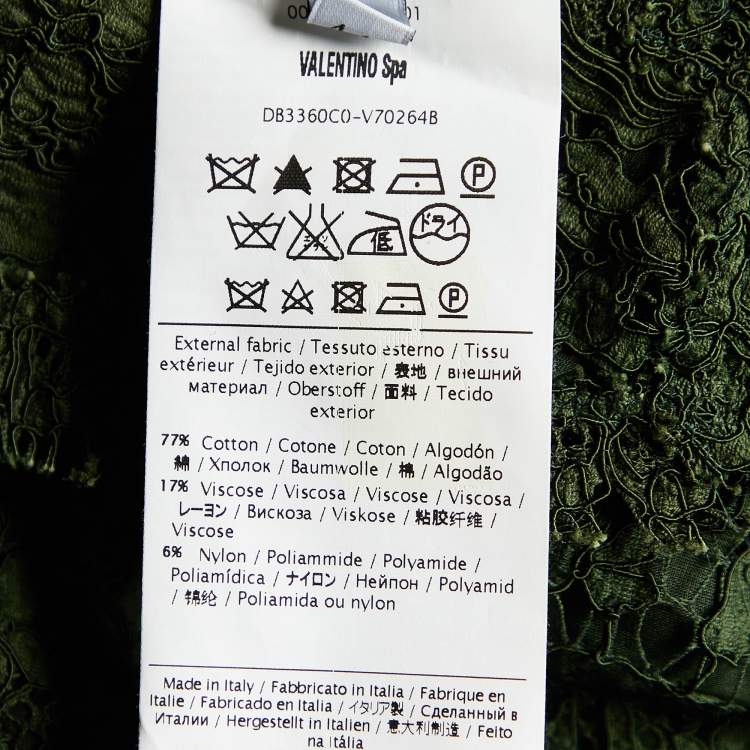 VALENTINO Spa
DB3360C0-V70264B
P
ドライ
低
P
External fabric / Tessuto esterno / Tissu
extérieur / Tejido exterior / 表地 / внешний
материал / Oberstoff / 面料 / Tecido
exterior
77% Cotton / Cotone / Coton / Algodón /
綿 / Хлопок / Baumwolle / 棉 / Algodão
17% Viscose / Viscosa / Viscose / Viscosa /
レーヨン / Вискоза / Viskose / 粘胶纤维 /
Viscose
6% Nylon / Poliammide / Polyamide /
Poliamídica / ナイロン / Нейлон / Polyamid
/ 锦纶 / Poliamida ou nylon
Made in Italy / Fabbricato in Italia / Fabrique en
Italie / Fabricado en Italia / イタリア製 / Сделанный в
Италии / Hergestellt in Italien / 意大利制造 / Feito
na Itália